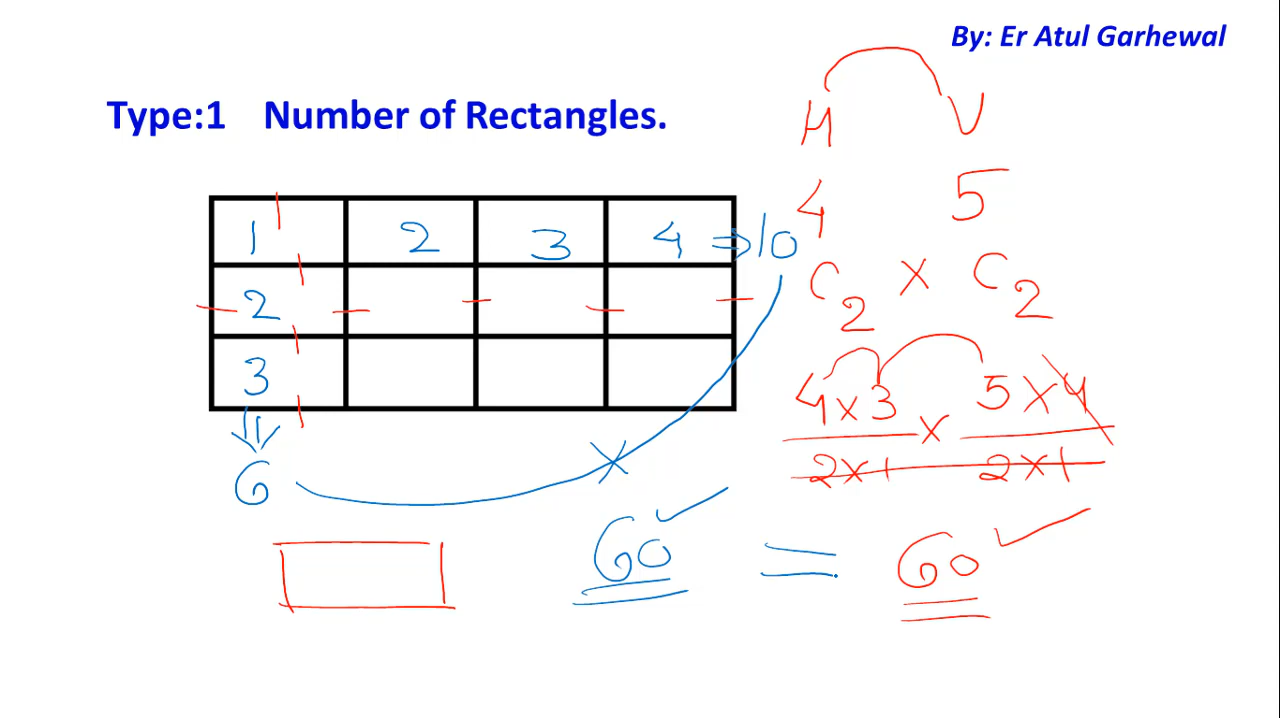 By: Er Atul Garhewal
Type:1 Number of Rectangles.
H V
4 5
C2 × C2
1 2 3 4 ⇒ 10
2
3
4×3 × 5×4
2×1 2×1
6
×
60 = 60